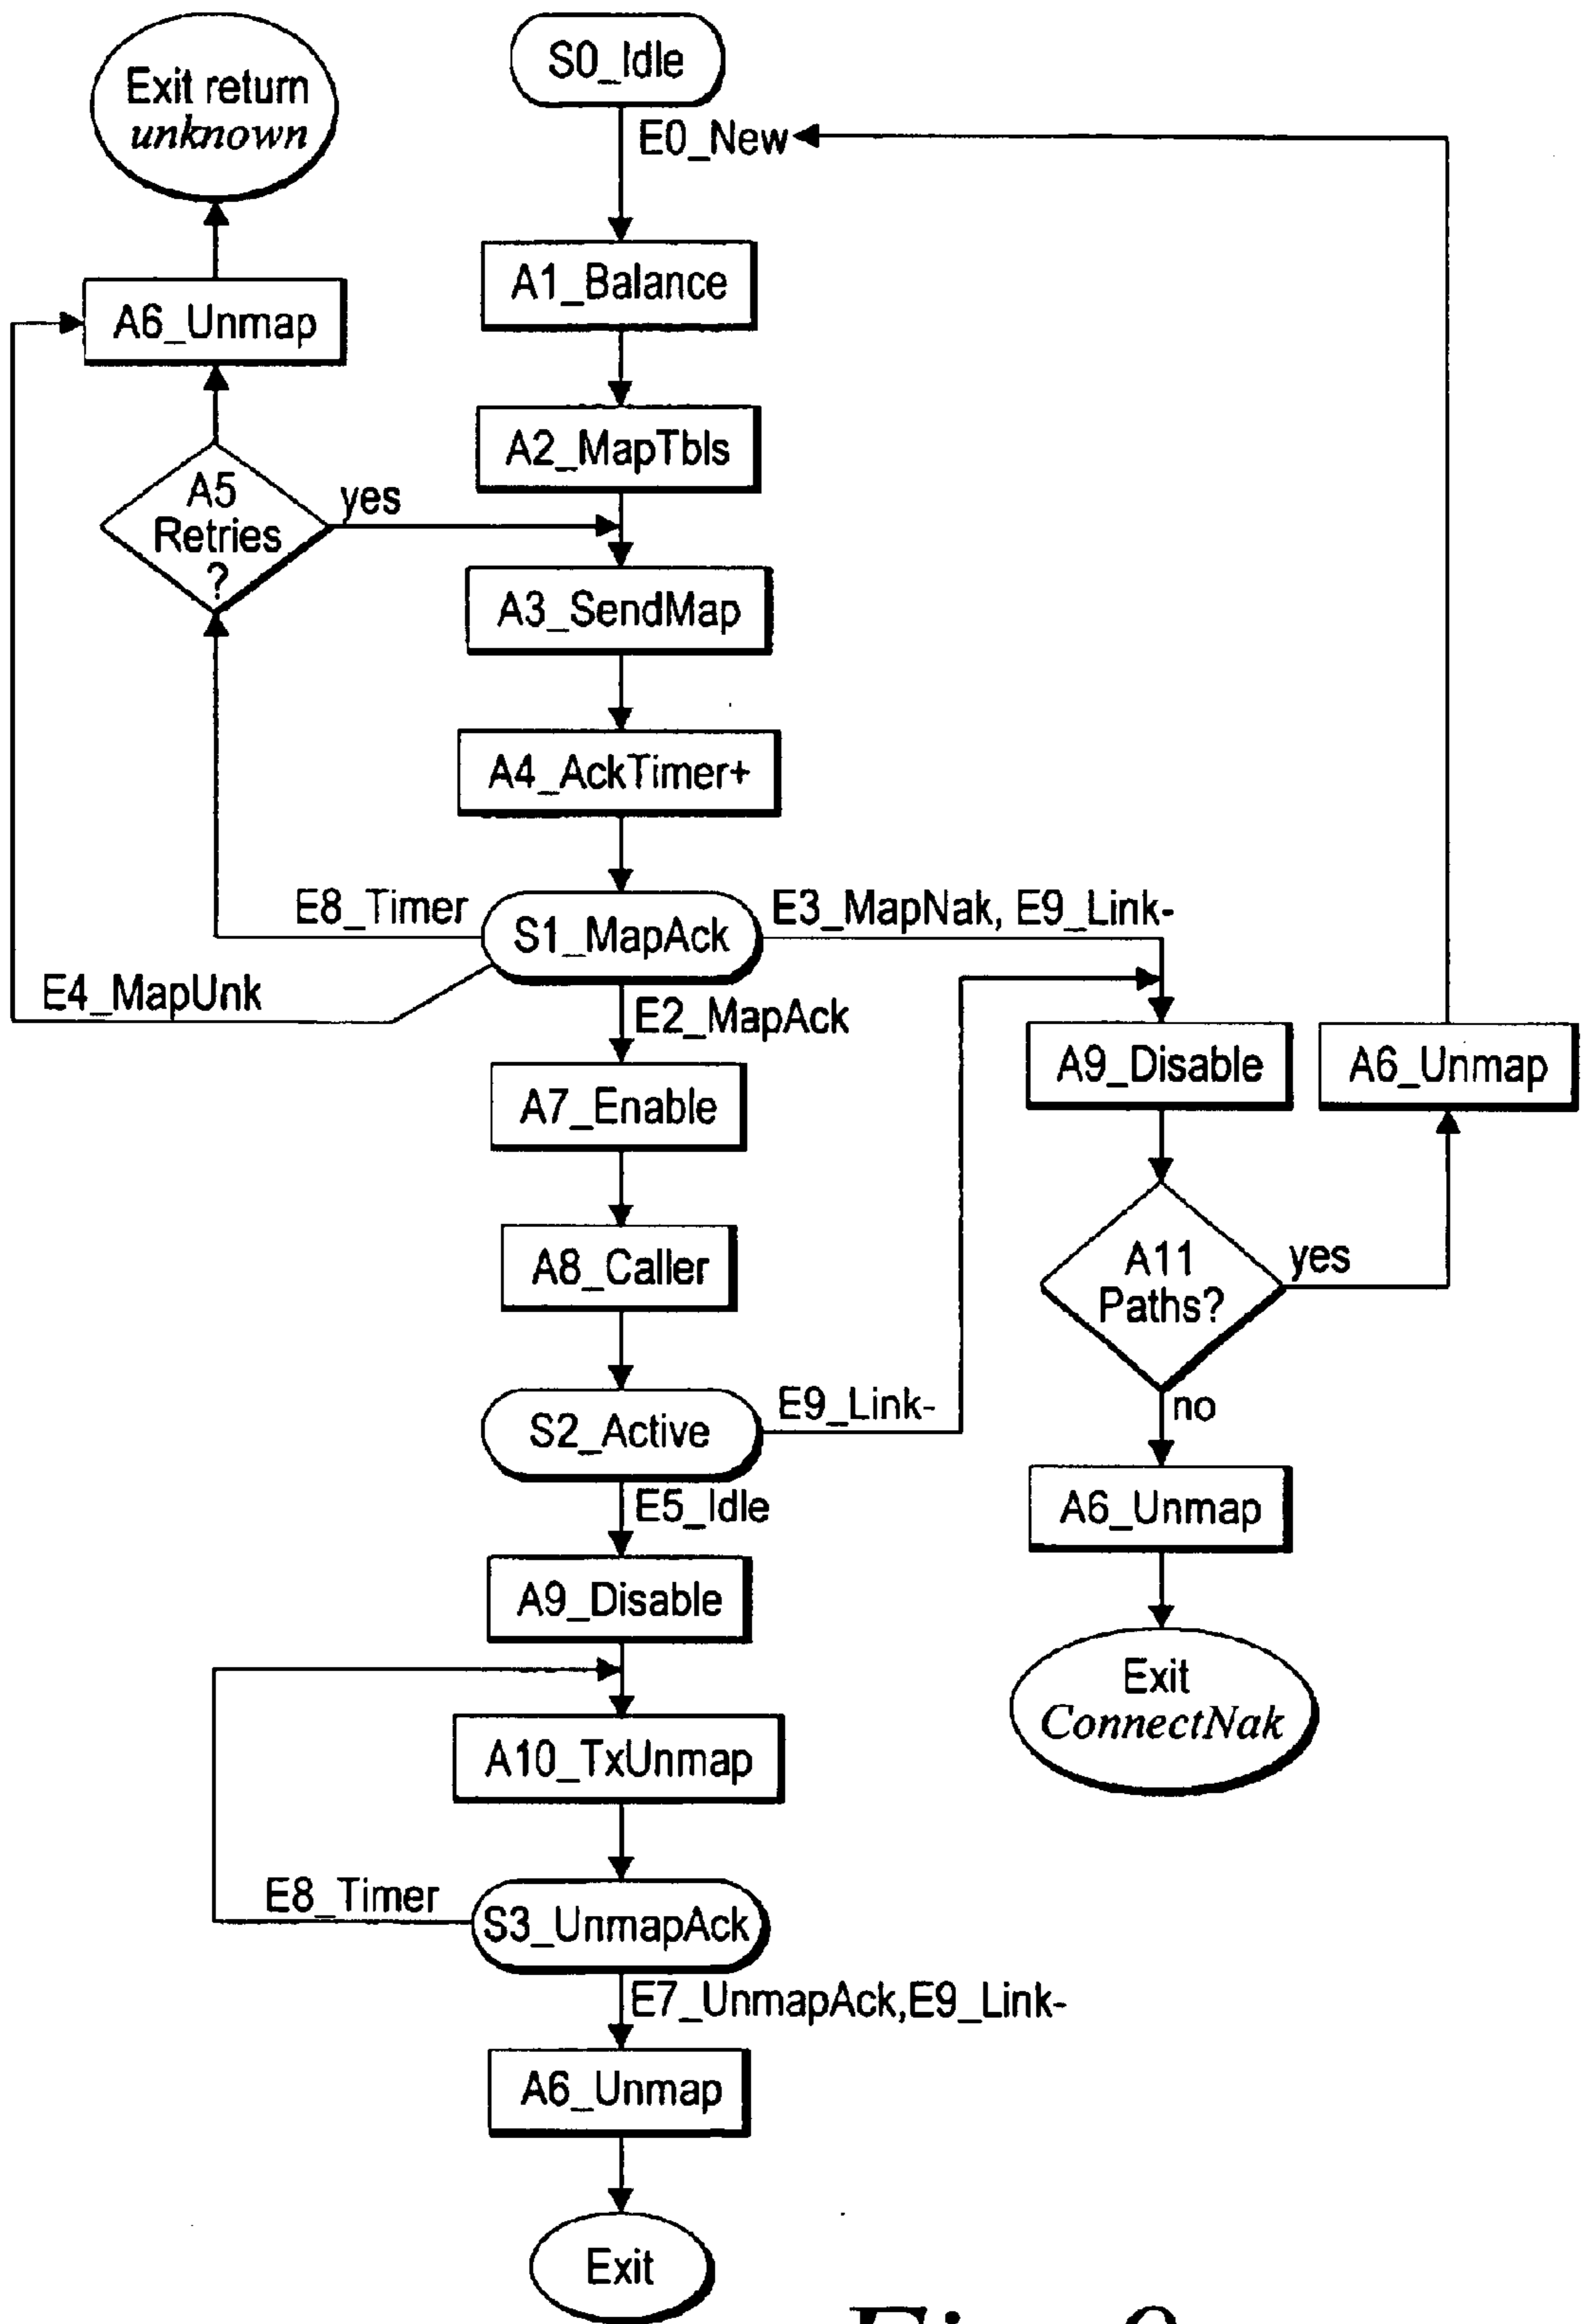 Exit return
unknown
S0_Idle
E0_New
A1_Balance
A6_Unmap
A2_MapTbls
A5
Retries
?
yes
A3_SendMap
A4_AckTimer+
E8_Timer
S1_MapAck
E3_MapNak, E9_Link-
E4_MapUnk
E2_MapAck
A9_Disable
A6_Unmap
A7_Enable
A8_Caller
A11
Paths?
yes
no
S2_Active
E9_Link-
E5_Idle
A6_Unmap
A9_Disable
Exit
ConnectNak
A10_TxUnmap
E8_Timer
S3_UnmapAck
E7_UnmapAck,E9_Link-
A6_Unmap
Exit